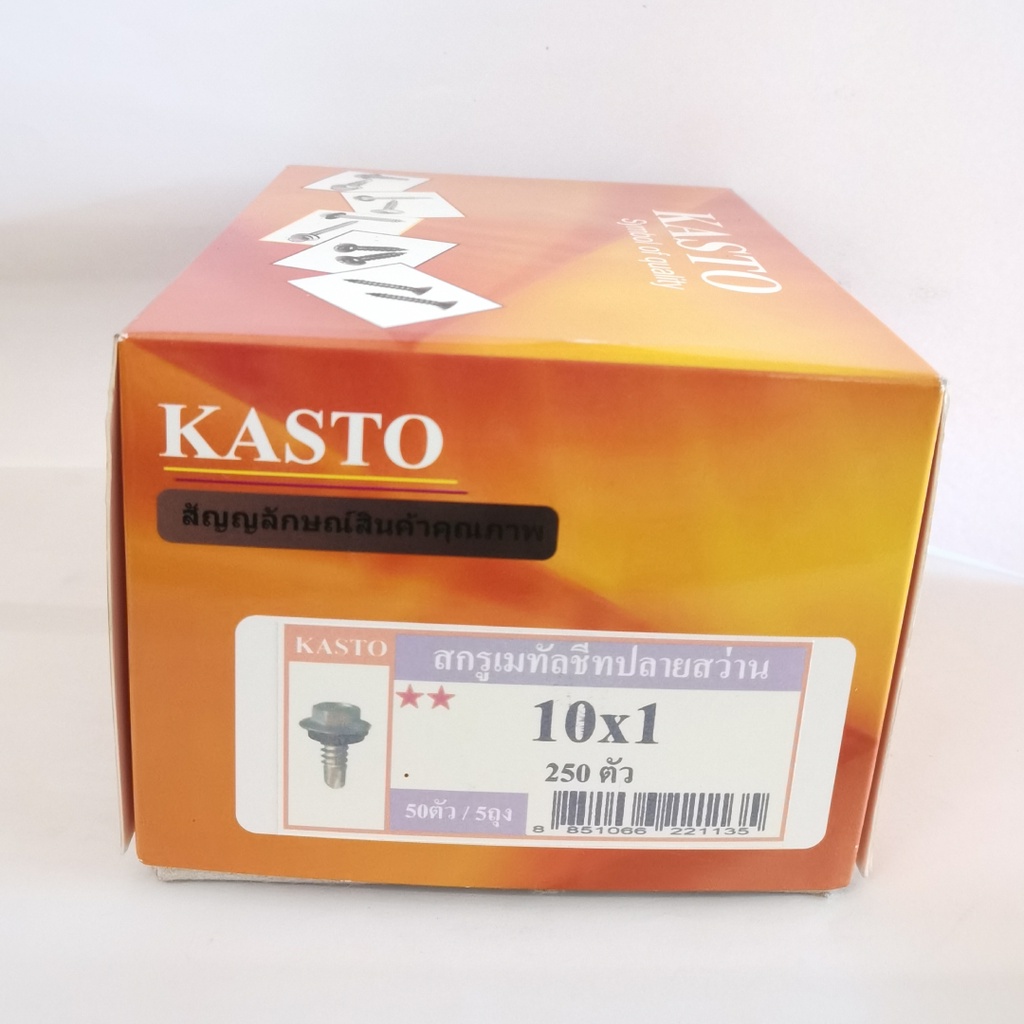 KASTO
Symbol of quality
KASTO
สัญญลักษณ์สินค้าคุณภาพ
KASTO
สกรูเมทัลชีทปลายสว่าน
10x1
250 ตัว
50ตัว / 5ถุง
8 851066 221135